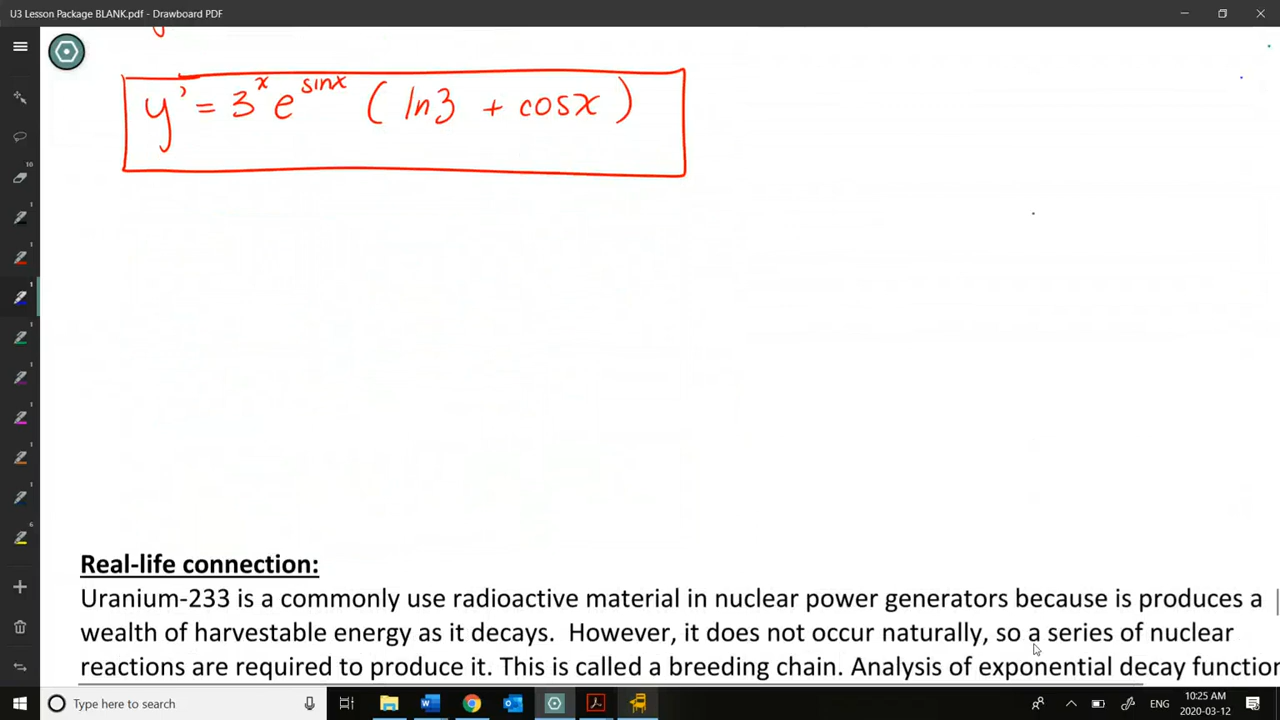 U3 Lesson Package BLANK.pdf - Drawboard PDF
y' = 3^x e^sinx ( ln3 + cosx )
Real-life connection:
Uranium-233 is a commonly use radioactive material in nuclear power generators because is produces a
wealth of harvestable energy as it decays. However, it does not occur naturally, so a series of nuclear
reactions are required to produce it. This is called a breeding chain. Analysis of exponential decay functio
Type here to search
ENG
10:25 AM
2020-03-12